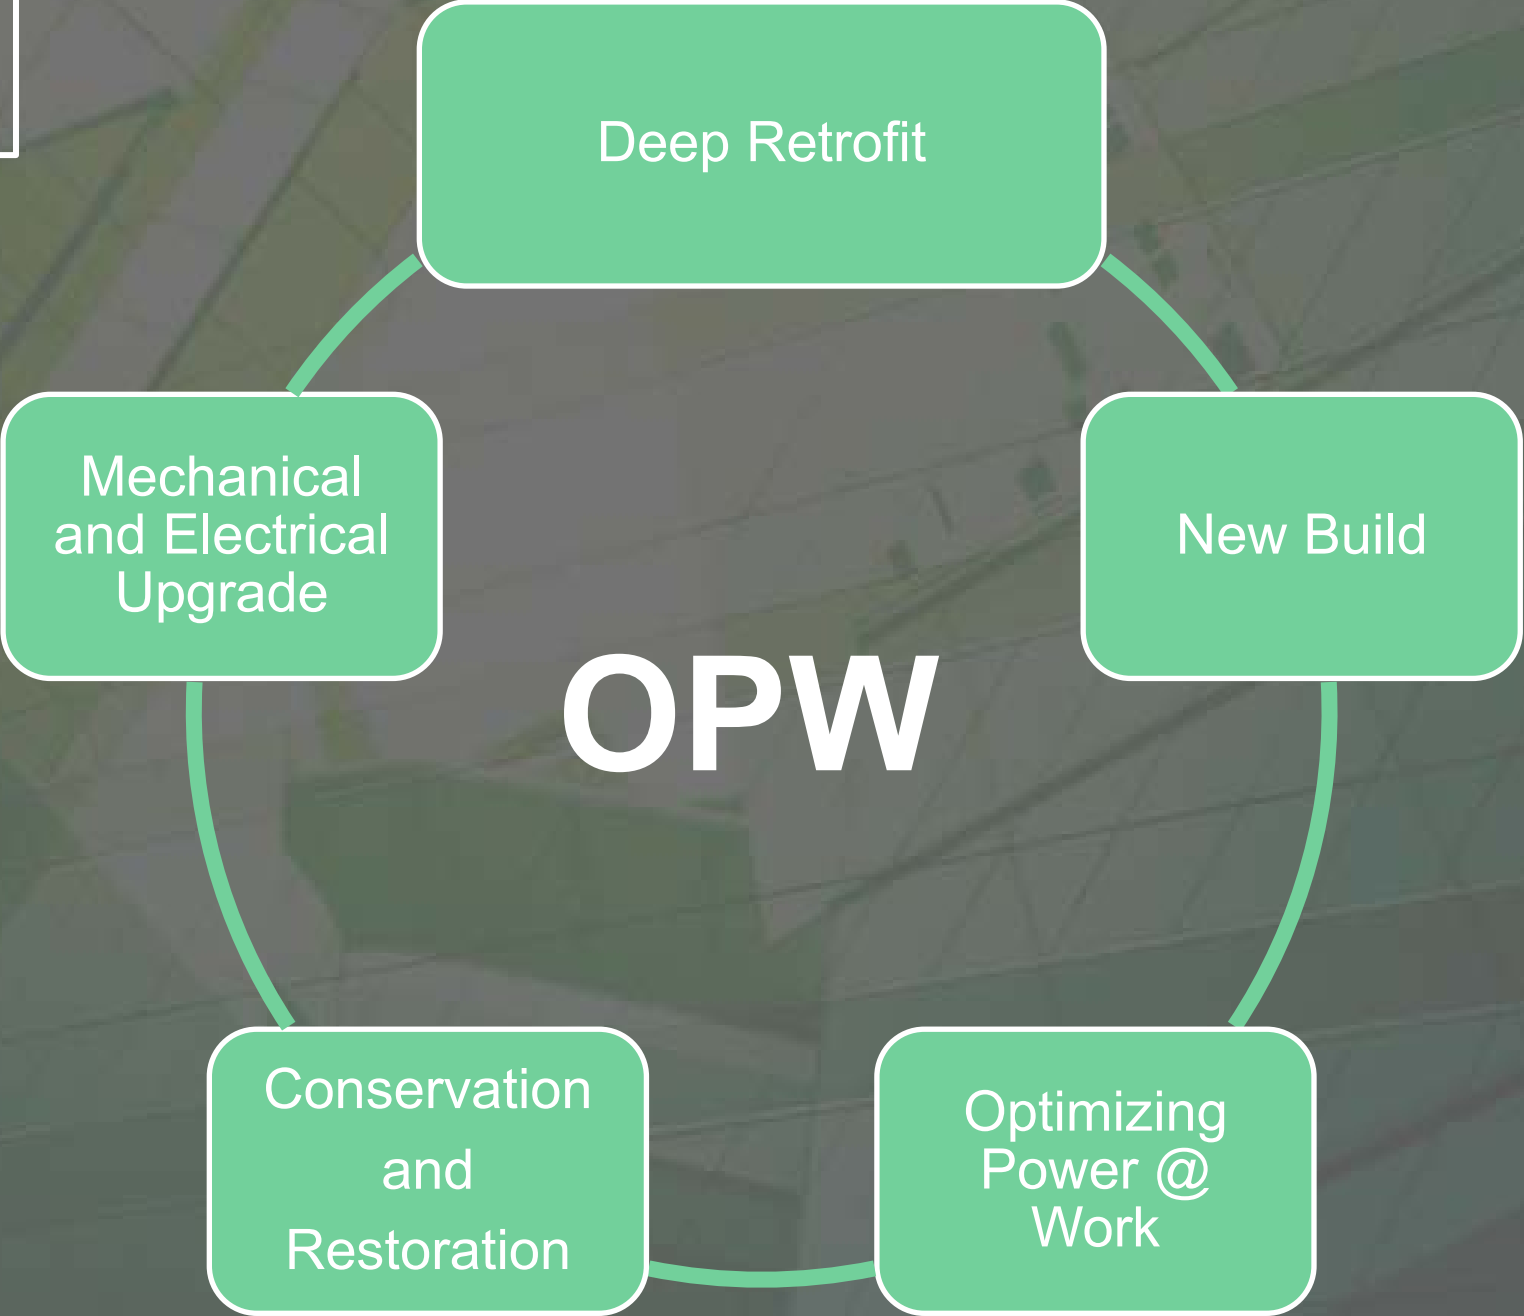 Deep Retrofit
Mechanical
and Electrical
Upgrade
New Build
OPW
Conservation
and
Restoration
Optimizing
Power @
Work